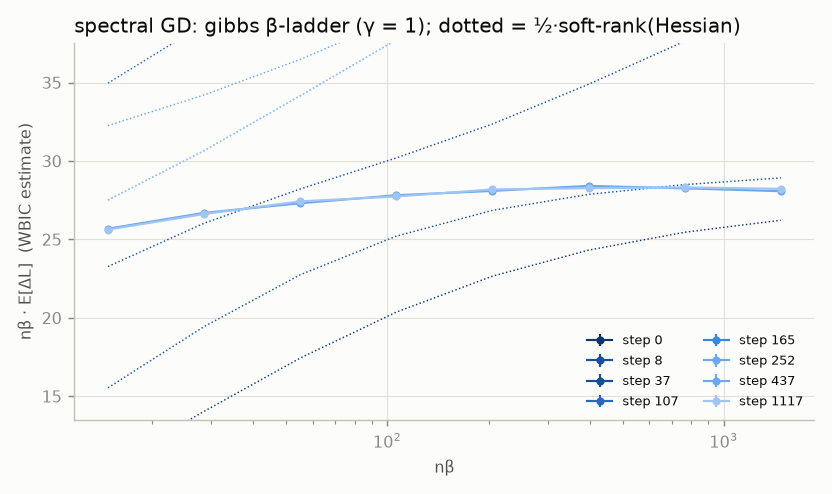 spectral GD: gibbs β-ladder (γ = 1); dotted = ½·soft-rank(Hessian)
nβ · E[ΔL] (WBIC estimate)
35
30
25
20
15
10²
10³
nβ
step 0
step 8
step 37
step 107
step 165
step 252
step 437
step 1117